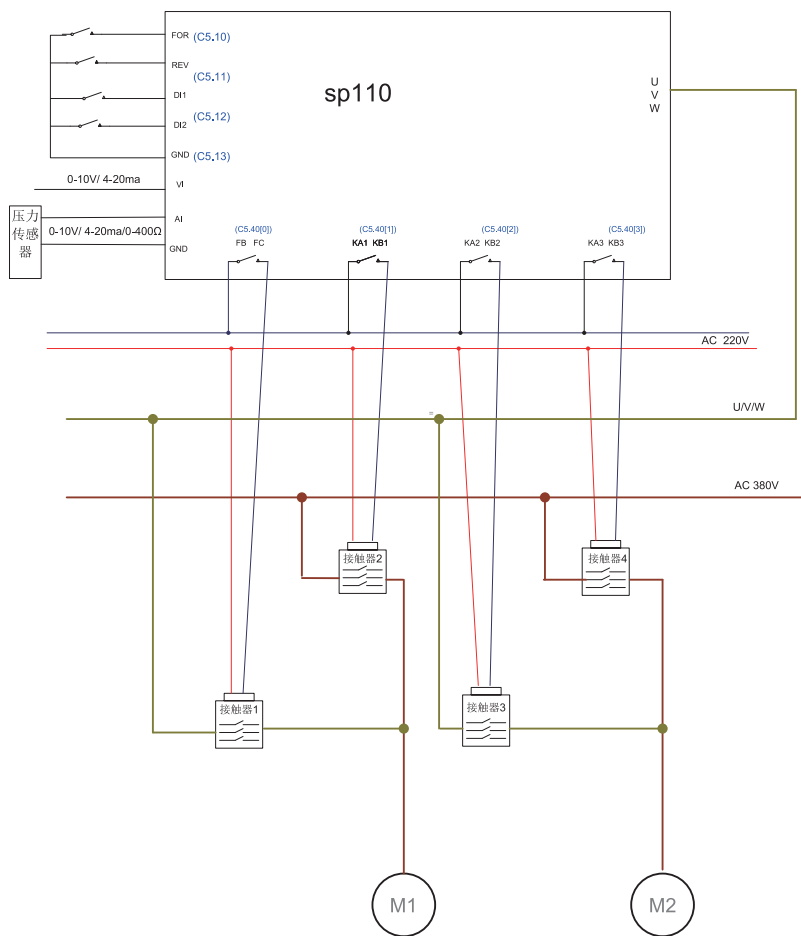 FOR (C5.10)
REV
(C5.11)
DI1
(C5.12)
DI2
GND (C5.13)
0-10V/ 4-20ma
VI
压力传感器
AI
0-10V/ 4-20ma/0-400Ω
GND
sp110
U
V
W
(C5.40[0])
FB FC
(C5.40[1])
KA1 KB1
(C5.40[2])
KA2 KB2
(C5.40[3])
KA3 KB3
AC 220V
=
U/V/W
AC 380V
接触器2
接触器4
接触器1
接触器3
M1
M2